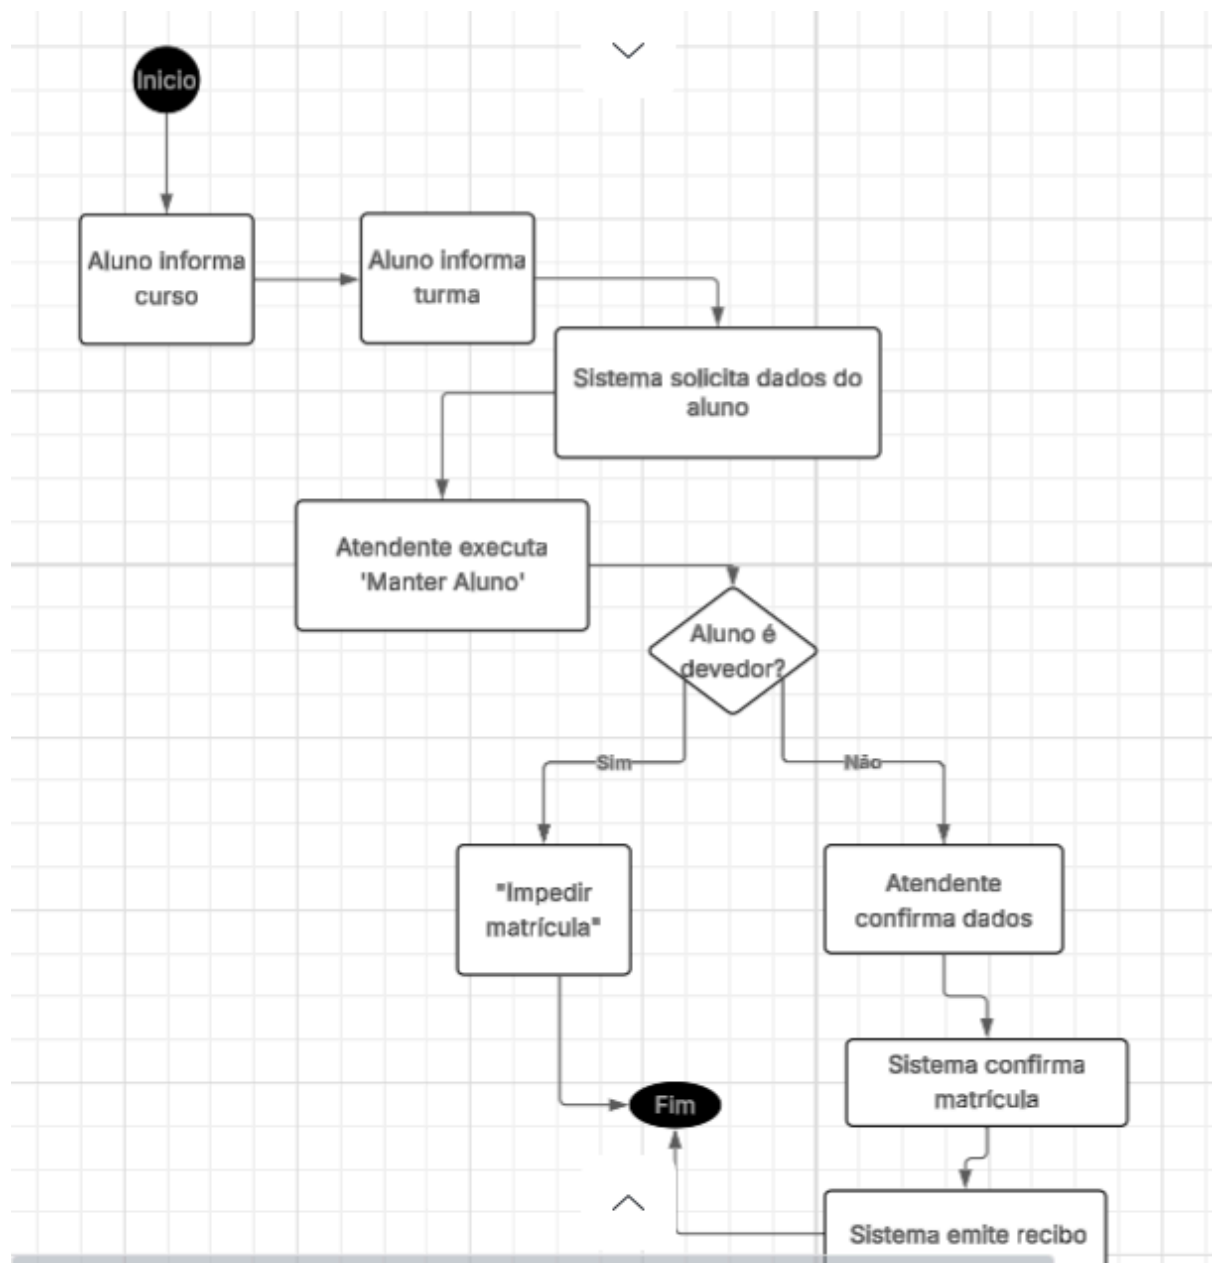 Inicio
Aluno informa
curso
Aluno informa
turma
Sistema solicita dados do
aluno
Atendente executa
'Manter Aluno'
Aluno é
devedor?
Sim
Não
"Impedir
matrícula"
Atendente
confirma dados
Sistema confirma
matrícula
Fim
Sistema emite recibo